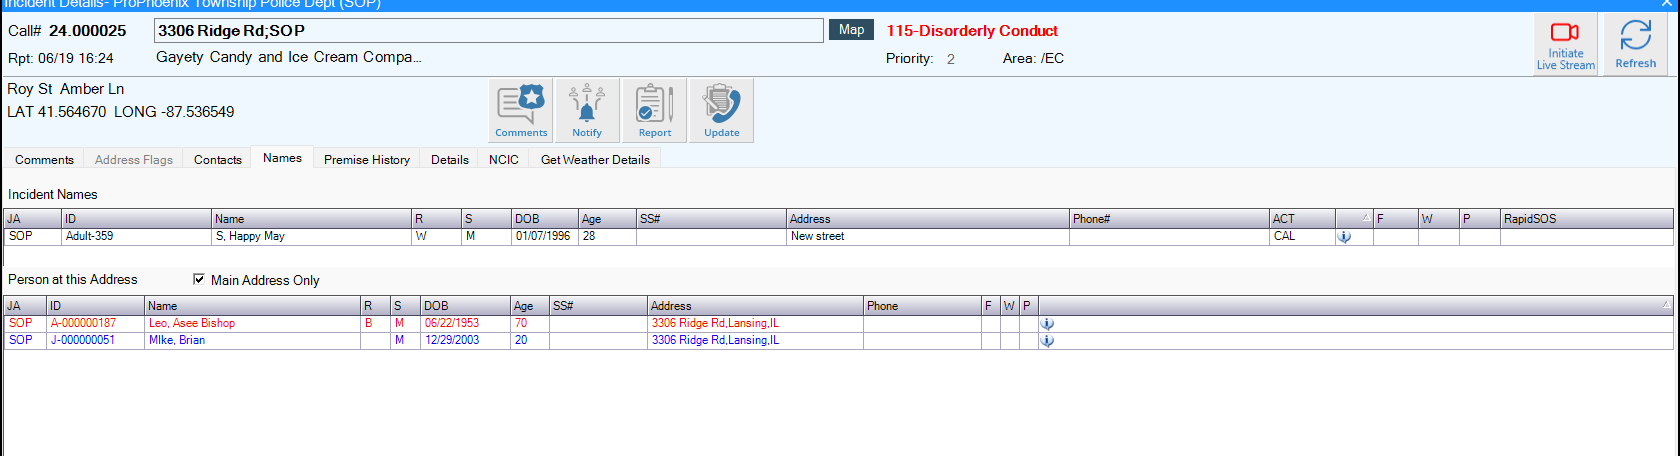 Incident Details- ProPhoenix Township Police Dept (SOP)
Call# 24.000025 3306 Ridge Rd;SOP Map 115-Disorderly Conduct
Rpt: 06/19 16:24 Gayety Candy and Ice Cream Compa... Priority: 2 Area: /EC
Initiate
Live Stream
Refresh
Roy St Amber Ln
LAT 41.564670 LONG -87.536549
Comments Notify Report Update
Comments Address Flags Contacts Names Premise History Details NCIC Get Weather Details
Incident Names
JA ID Name R S DOB Age SS# Address Phone# ACT F W P RapidSOS
SOP Adult-359 S, Happy May W M 01/07/1996 28 New street CAL
Person at this Address Main Address Only
JA ID Name R S DOB Age SS# Address Phone F W P
SOP A-000000187 Leo, Asee Bishop B M 06/22/1953 70 3306 Ridge Rd,Lansing,IL
SOP J-000000051 MIke, Brian M 12/29/2003 20 3306 Ridge Rd,Lansing,IL